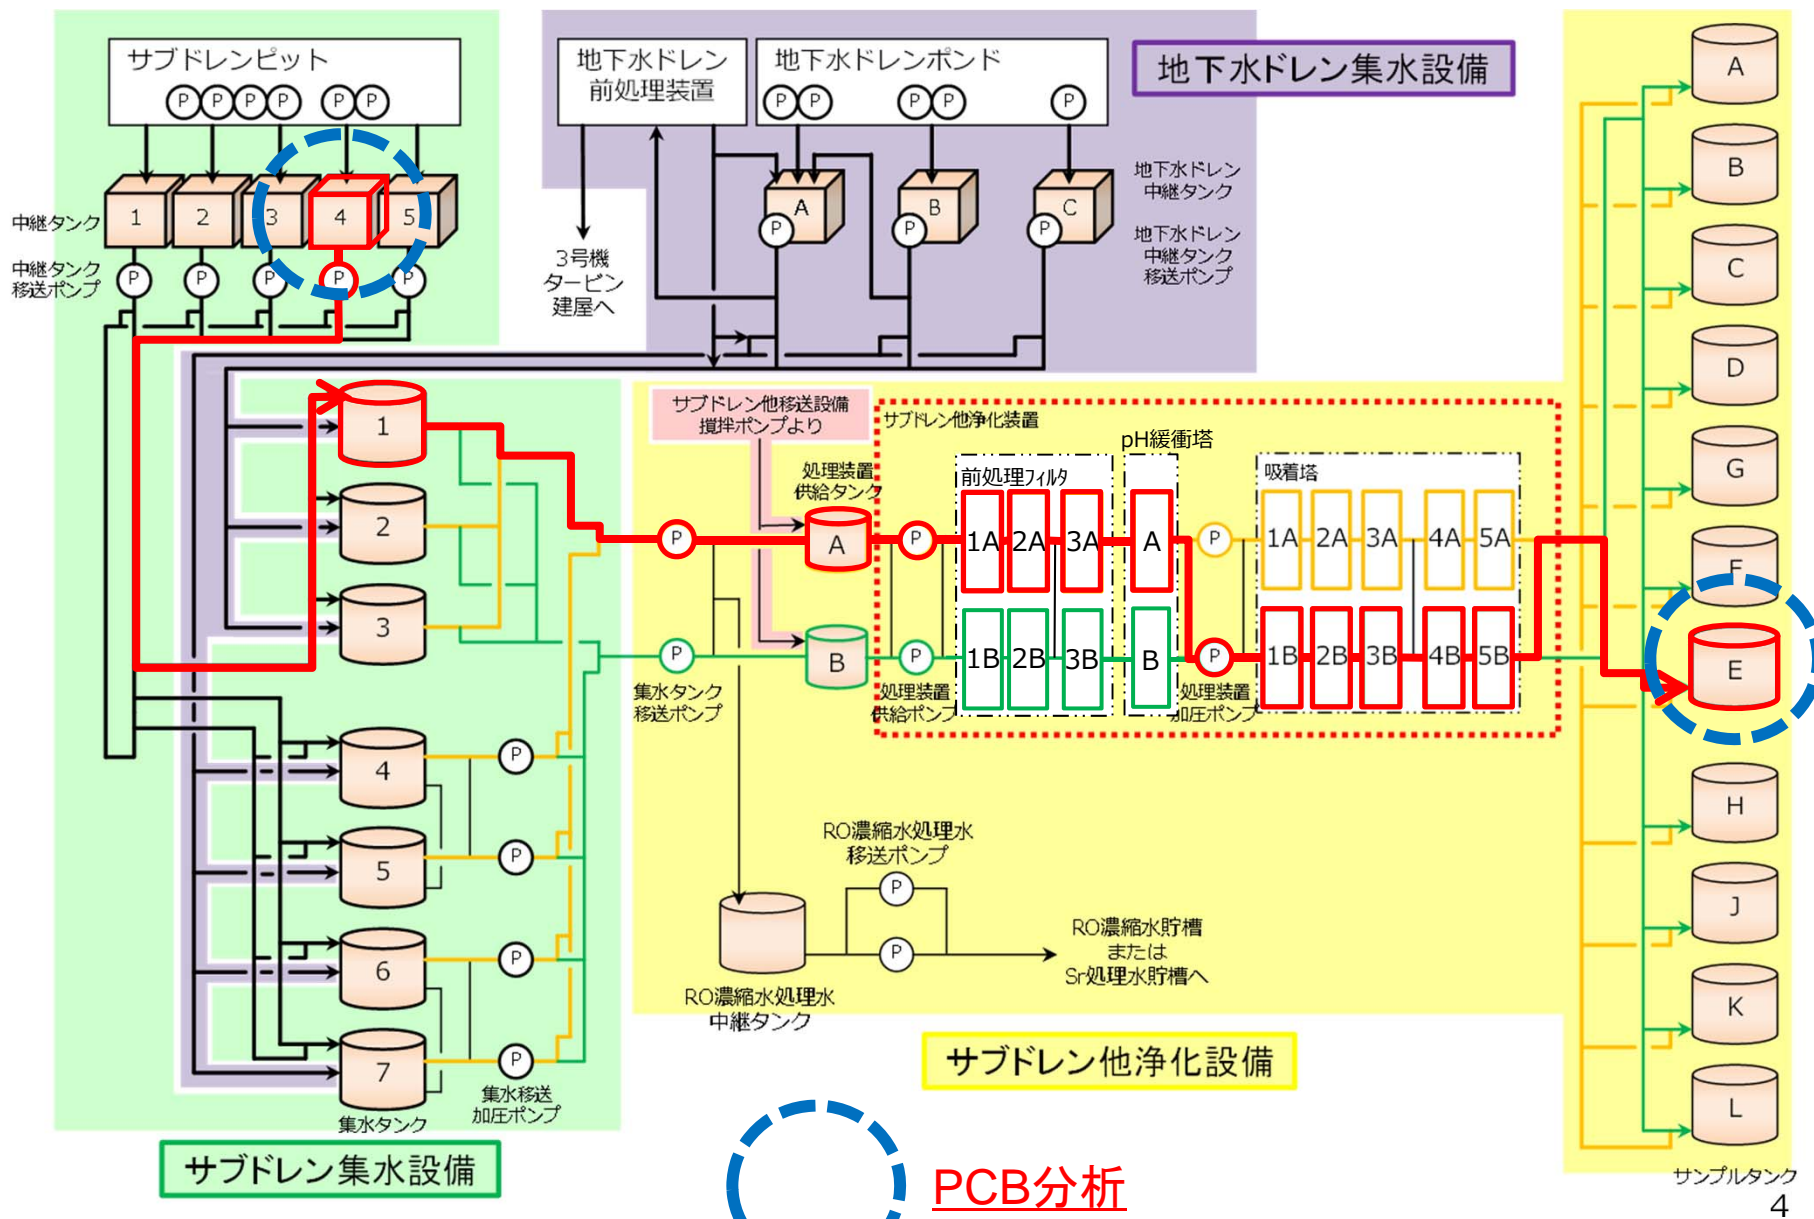 サブドレンピット
P P P P P P
1 2 3 4 5
中継タンク
中継タンク
移送ポンプ
P P P P P
地下水ドレン
前処理装置
地下水ドレンポンド
P P P P P
地下水ドレン集水設備
A B C
P P P
地下水ドレン
中継タンク
地下水ドレン
中継タンク
移送ポンプ
3号機
タービン
建屋へ
1
2
3
4
5
6
7
集水タンク
P
P
P
P
集水移送
加圧ポンプ
サブドレン集水設備
サブドレン他移設備
撹拌ポンプより
サブドレン他浄化装置
処理装置
供給タンク
P
A
P
B
集水タンク
移送ポンプ
P
P
処理装置
供給ポンプ
前処理フィルタ
1A 2A 3A
1B 2B 3B
pH緩衝塔
A
B
P
P
処理装置
加圧ポンプ
吸着塔
1A 2A 3A 4A 5A
1B 2B 3B 4B 5B
RO濃縮水処理水
移送ポンプ
P
P
RO濃縮水処理水
中継タンク
RO濃縮水貯槽
または
Sr処理水貯槽へ
サブドレン他浄化設備
A
B
C
D
G
F
E
H
J
K
L
サンプルタンク
PCB分析
4